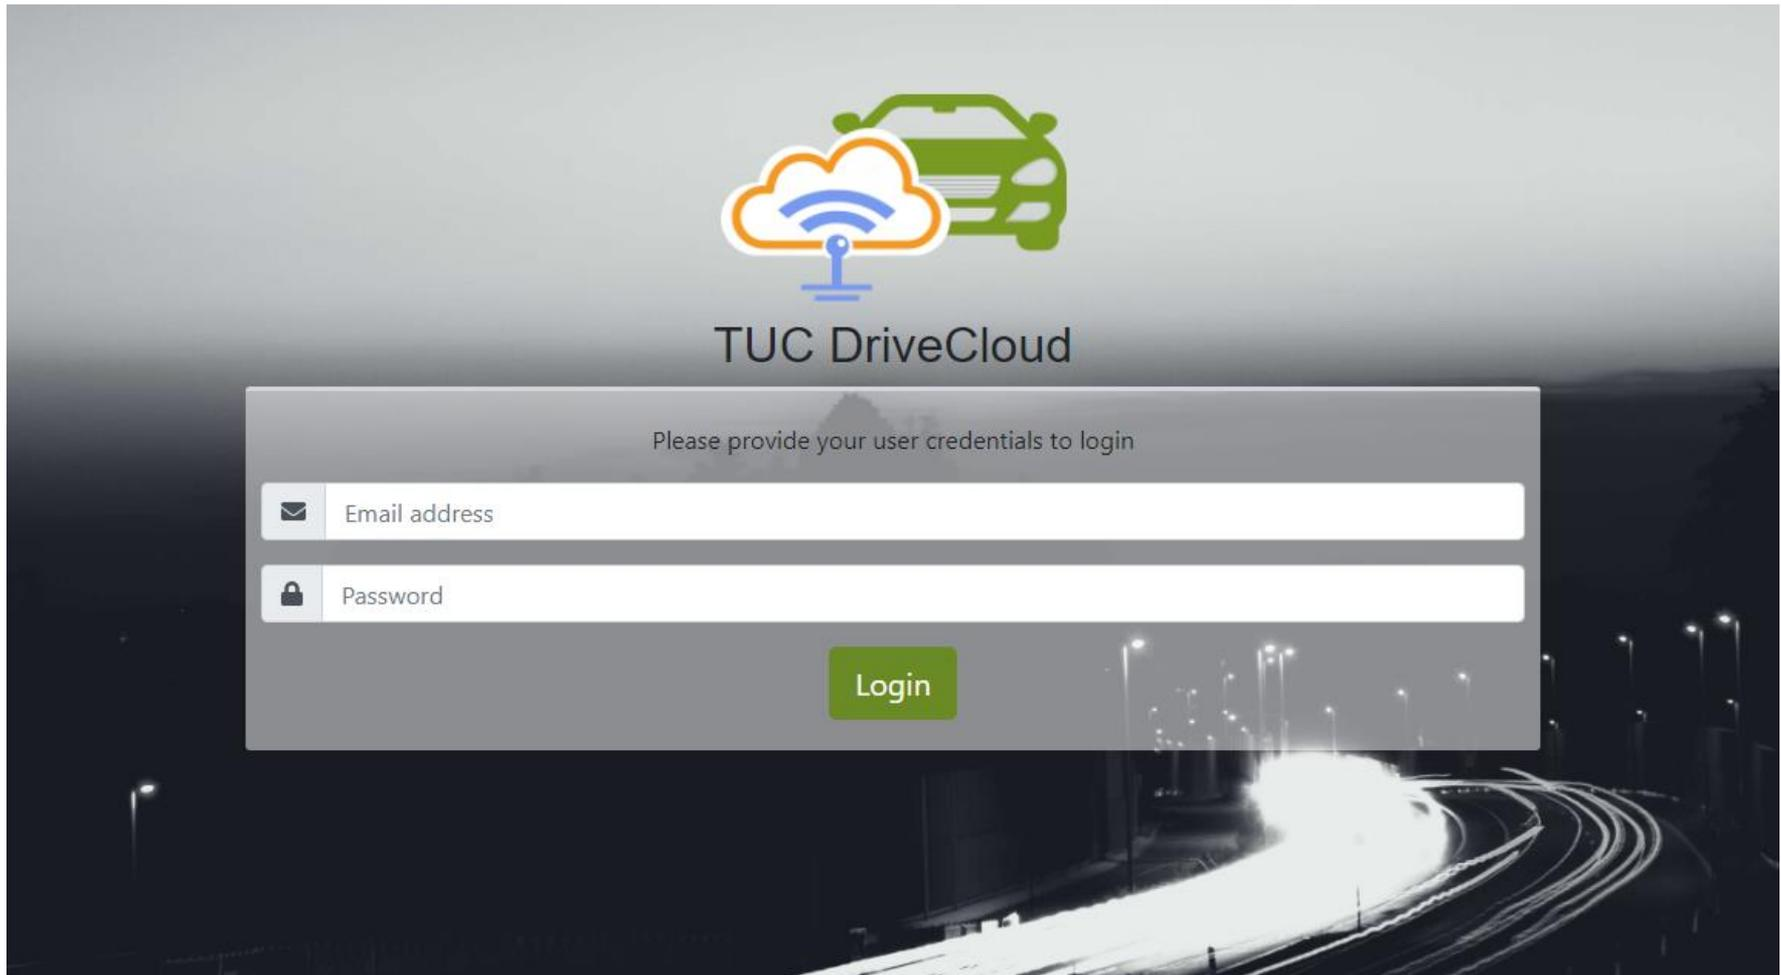 TUC DriveCloud
Please provide your user credentials to login
Email address
Password
Login